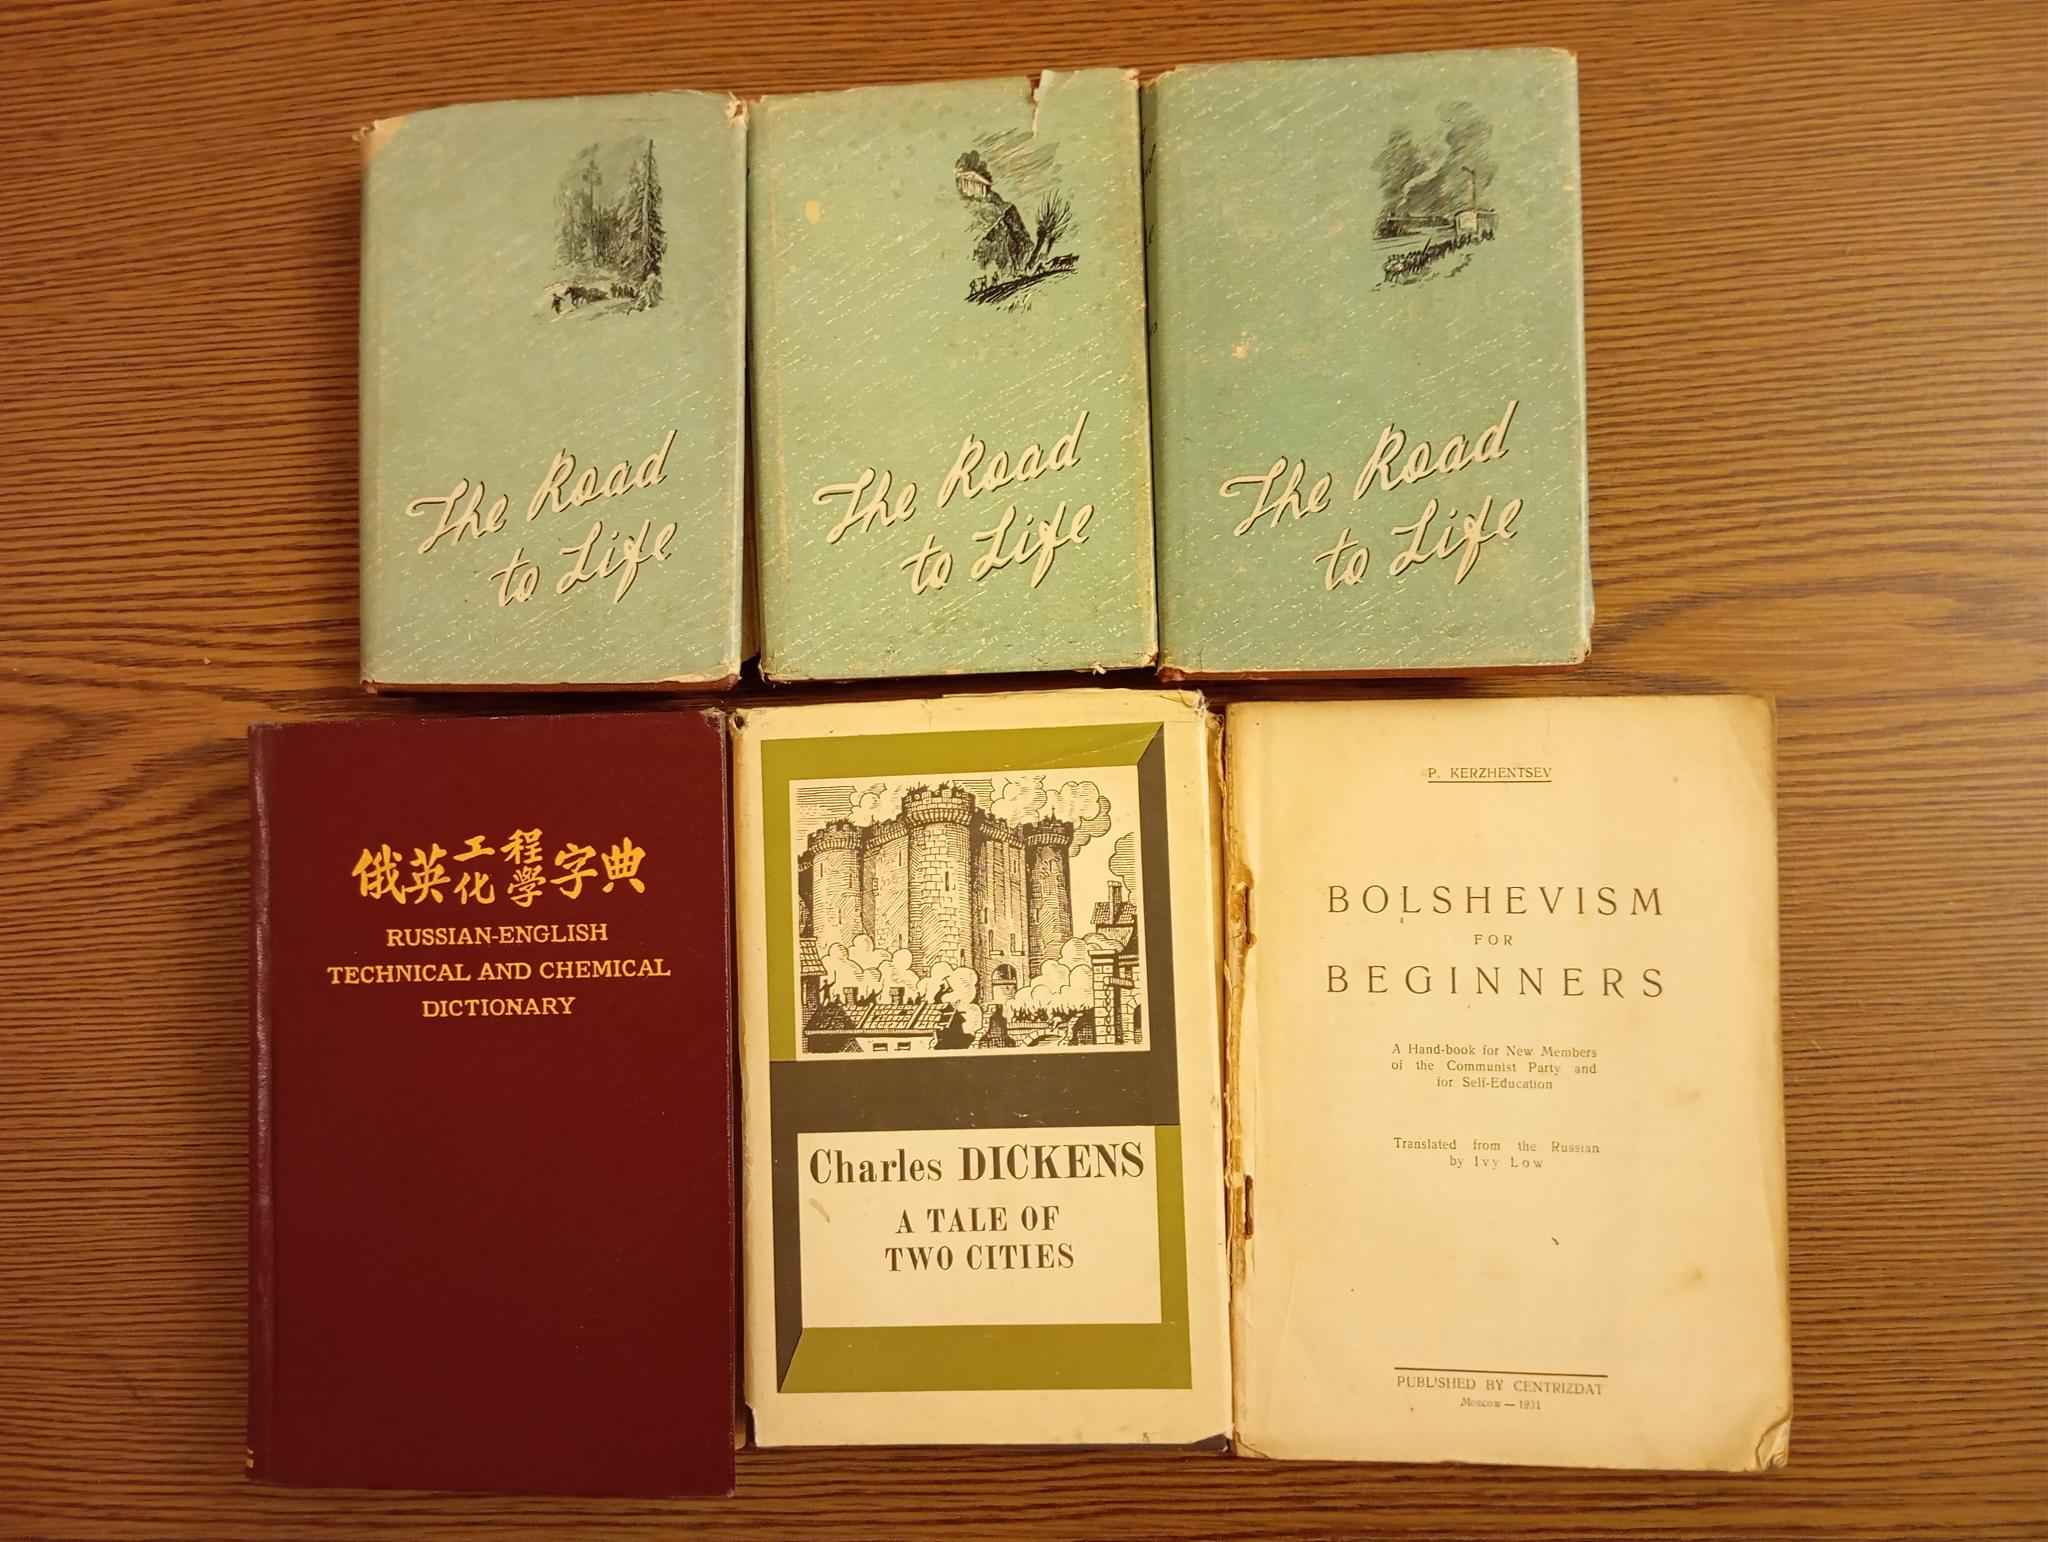 The Road
to Life
The Road
to Life
The Road
to Life
俄英工程化學字典
RUSSIAN-ENGLISH
TECHNICAL AND CHEMICAL
DICTIONARY
Charles DICKENS
A TALE OF
TWO CITIES
P. KERZHENTSEV
BOLSHEVISM
FOR
BEGINNERS
A Hand-book for New Members
of the Communist Party and
for Self-Education
Translated from the Russian
by Ivy Low
PUBLISHED BY CENTRIZDAT
Moscow — 1931